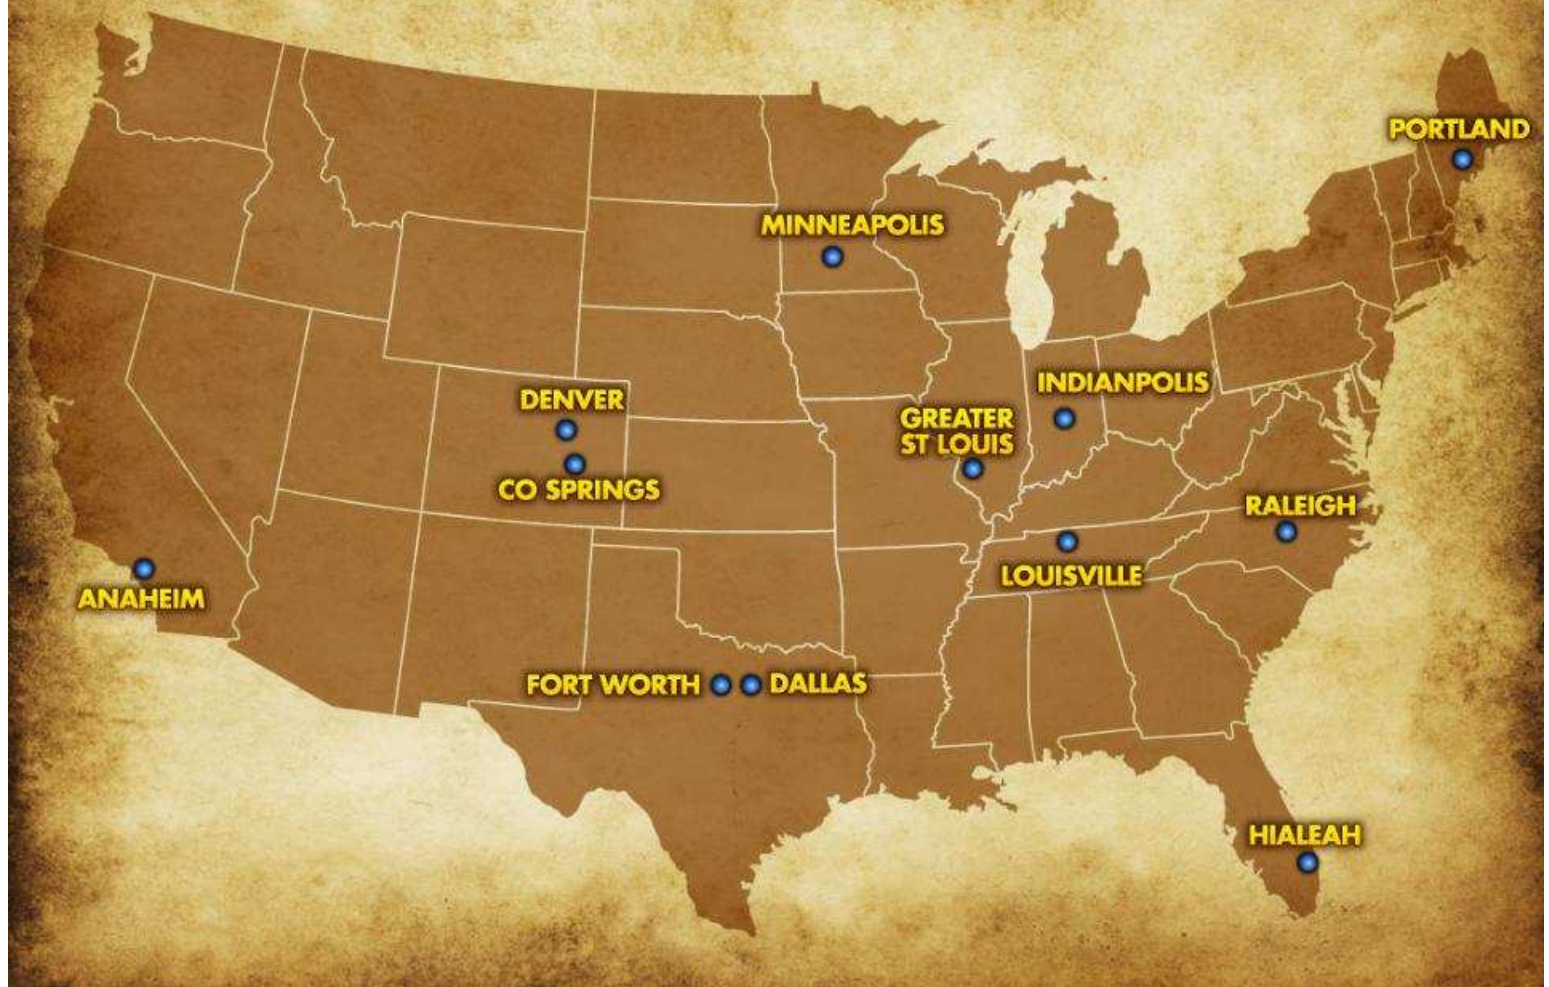 PORTLAND
MINNEAPOLIS
INDIANPOLIS
DENVER
GREATER
ST LOUIS
CO SPRINGS
RALEIGH
ANAHEIM
LOUISVILLE
FORT WORTH
DALLAS
HIALEAH